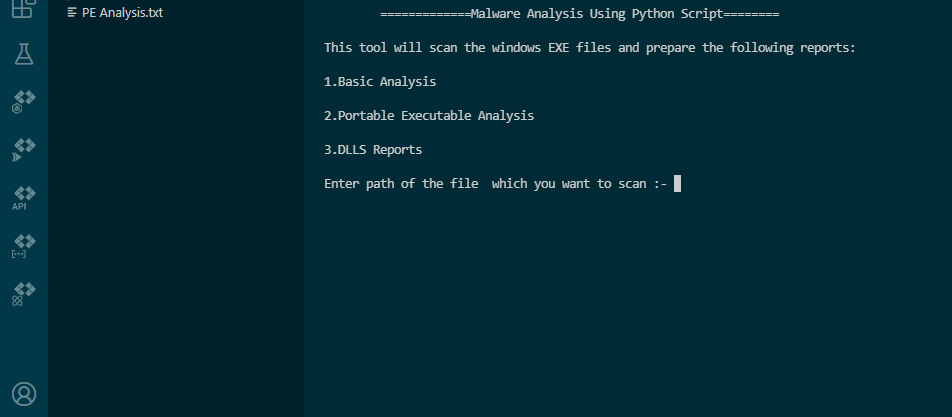 PE Analysis.txt
=============Malware Analysis Using Python Script========
This tool will scan the windows EXE files and prepare the following reports:
1.Basic Analysis
2.Portable Executable Analysis
3.DLLS Reports
Enter path of the file  which you want to scan :-
API